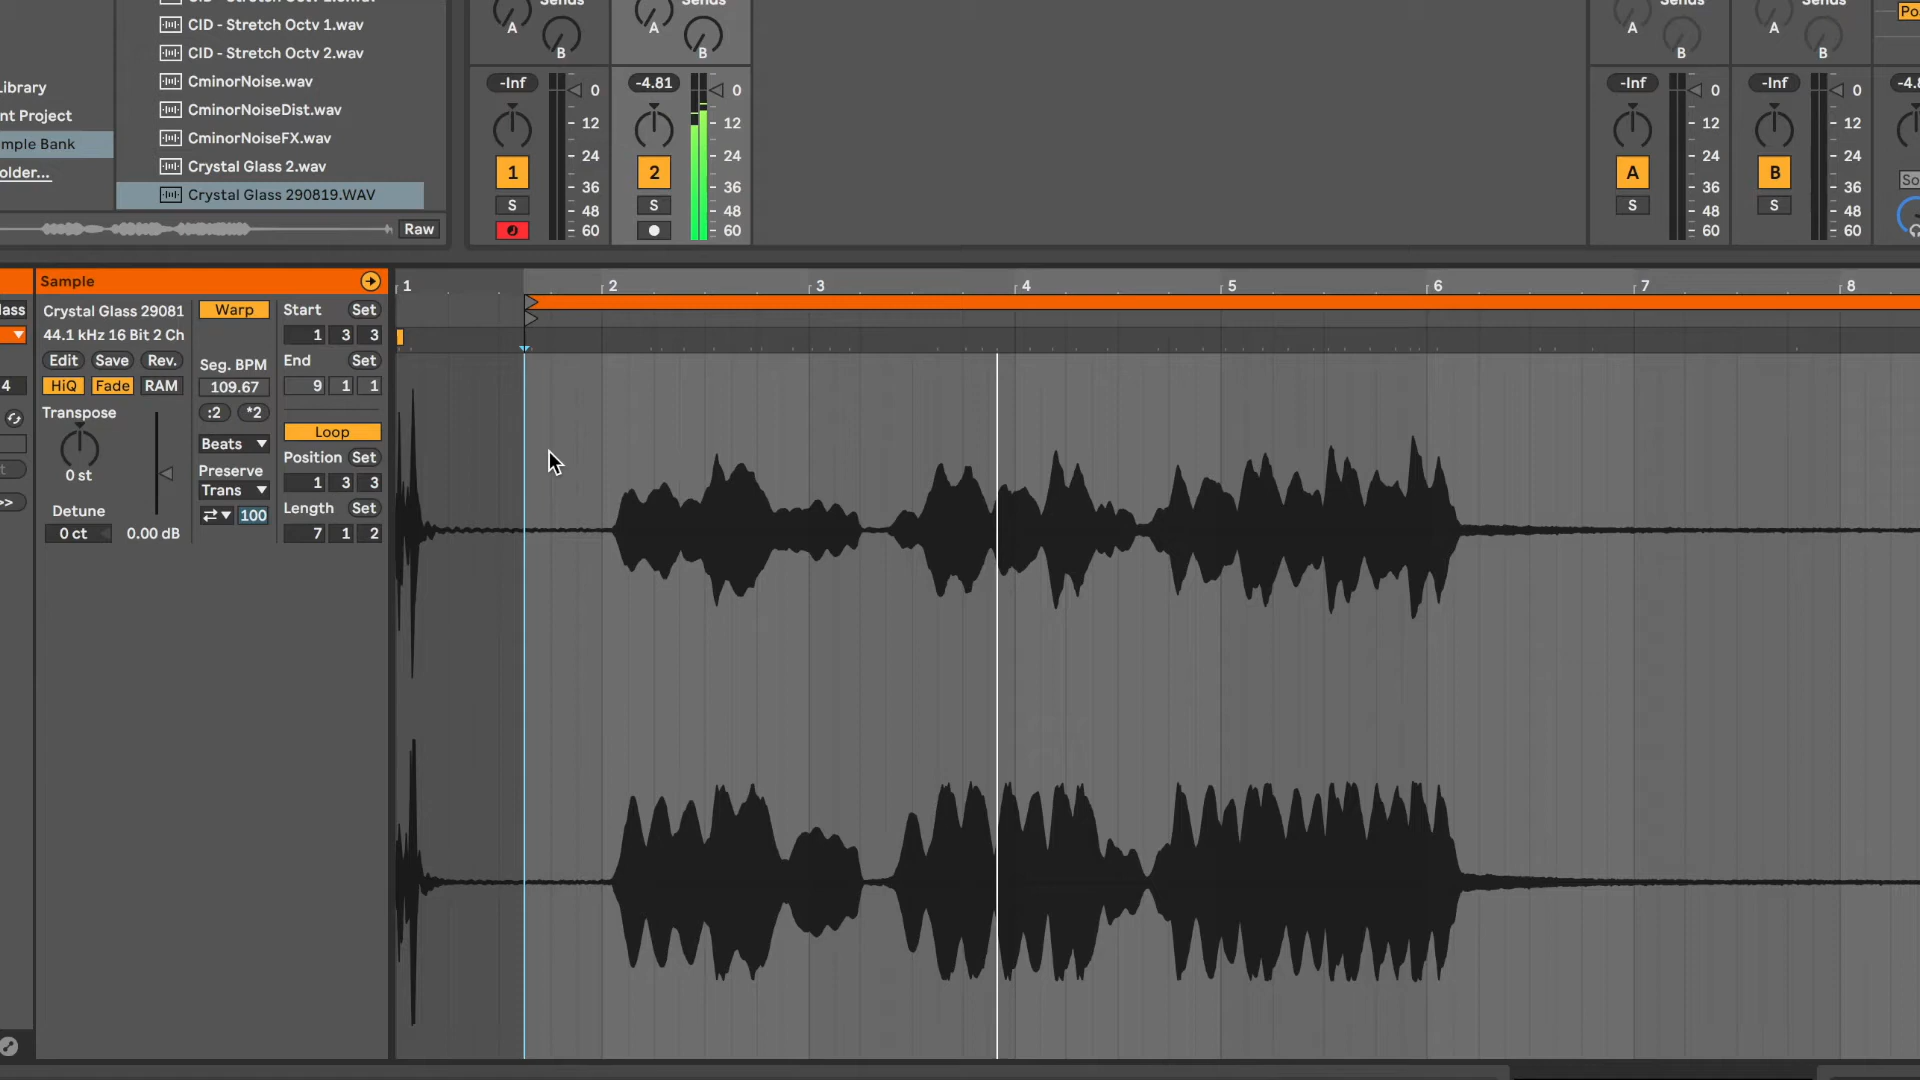 CID - Stretch Octv 1.wav
CID - Stretch Octv 2.wav
CminorNoise.wav
CminorNoiseDist.wav
CminorNoiseFX.wav
Crystal Glass 2.wav
Crystal Glass 290819.WAV
Raw
Library
nt Project
mple Bank
older...
Sends
A
B
-Inf
0
12
24
36
48
60
1
S
Sends
A
B
-4.81
0
12
24
36
48
60
2
S
Sends
A
B
-Inf
0
12
24
36
48
60
A
S
Sends
A
B
-Inf
0
12
24
36
48
60
B
S
Po
-4.8
So
Sample
lass
4
>>
Crystal Glass 29081
44.1 kHz 16 Bit 2 Ch
Edit Save Rev.
HiQ Fade RAM
Transpose
0 st
Detune
0 ct 0.00 dB
Warp
Seg. BPM
109.67
:2 *2
Beats
Preserve
Trans
100
Start Set
1 3 3
End Set
9 1 1
Loop
Position Set
1 3 3
Length Set
7 1 2
1 2 3 4 5 6 7 8